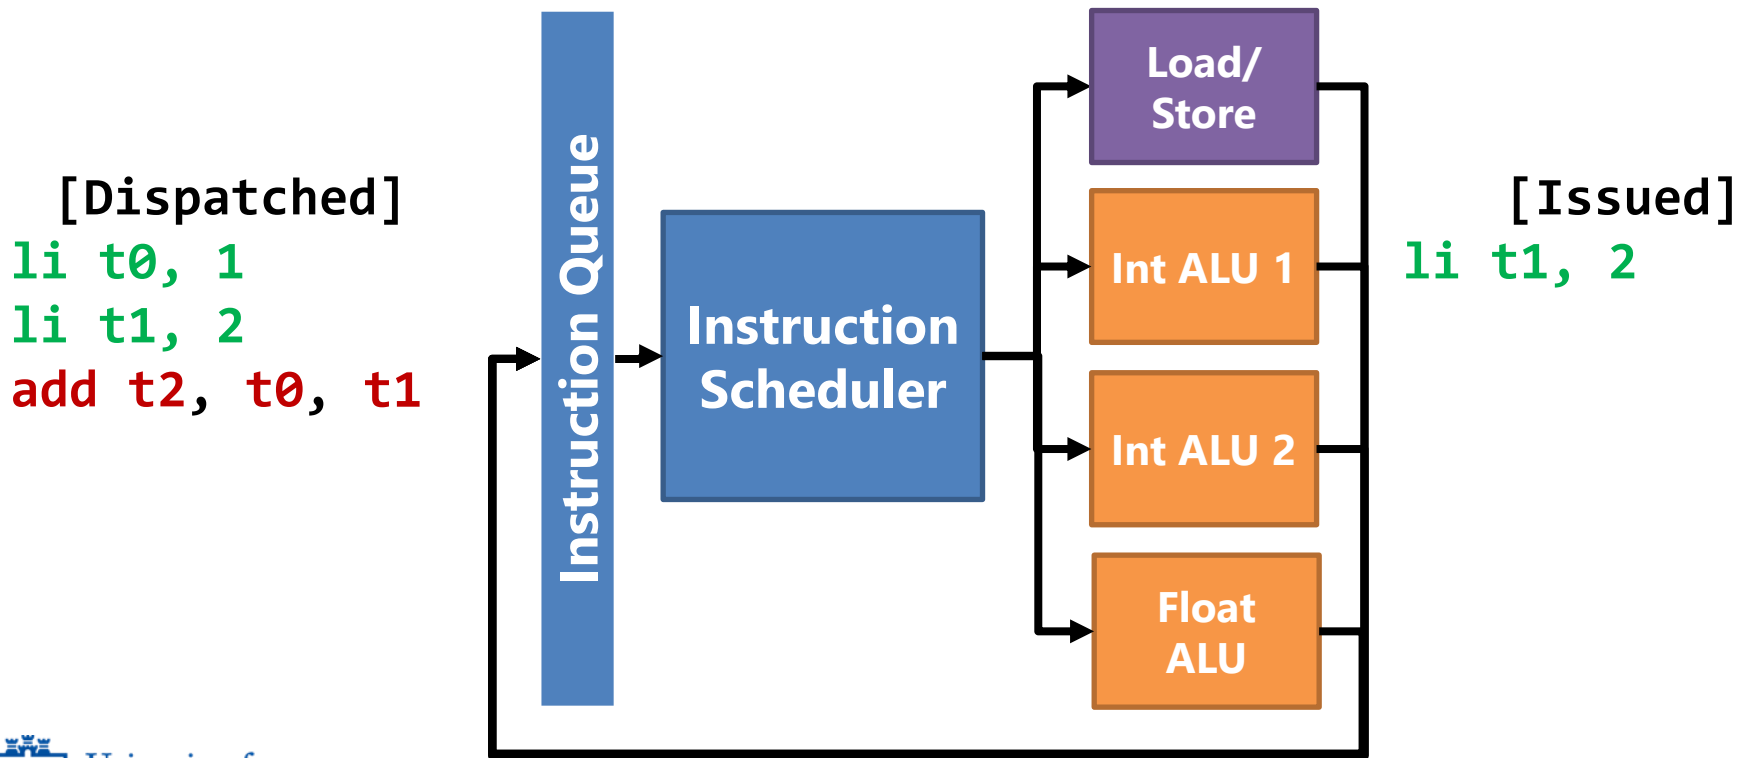 [Dispatched]
li t0, 1
li t1, 2
add t2, t0, t1
Instruction Queue
Instruction
Scheduler
Load/
Store
Int ALU 1
Int ALU 2
Float
ALU
[Issued]
li t1, 2